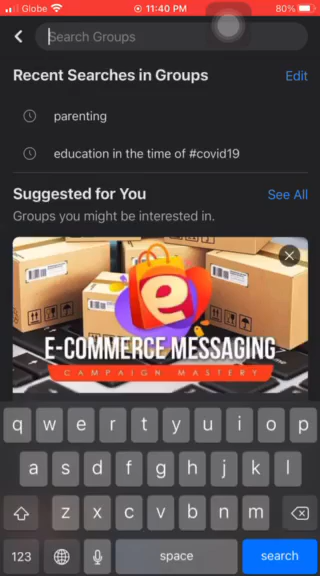 Globe 11:40 PM 80%
Search Groups
Recent Searches in Groups Edit
parenting
education in the time of #covid19
Suggested for You See All
Groups you might be interested in.
e
E-COMMERCE MESSAGING
CAMPAIGN MASTERY
q w e r t y u i o p
a s d f g h j k l
z x c v b n m
123 space search